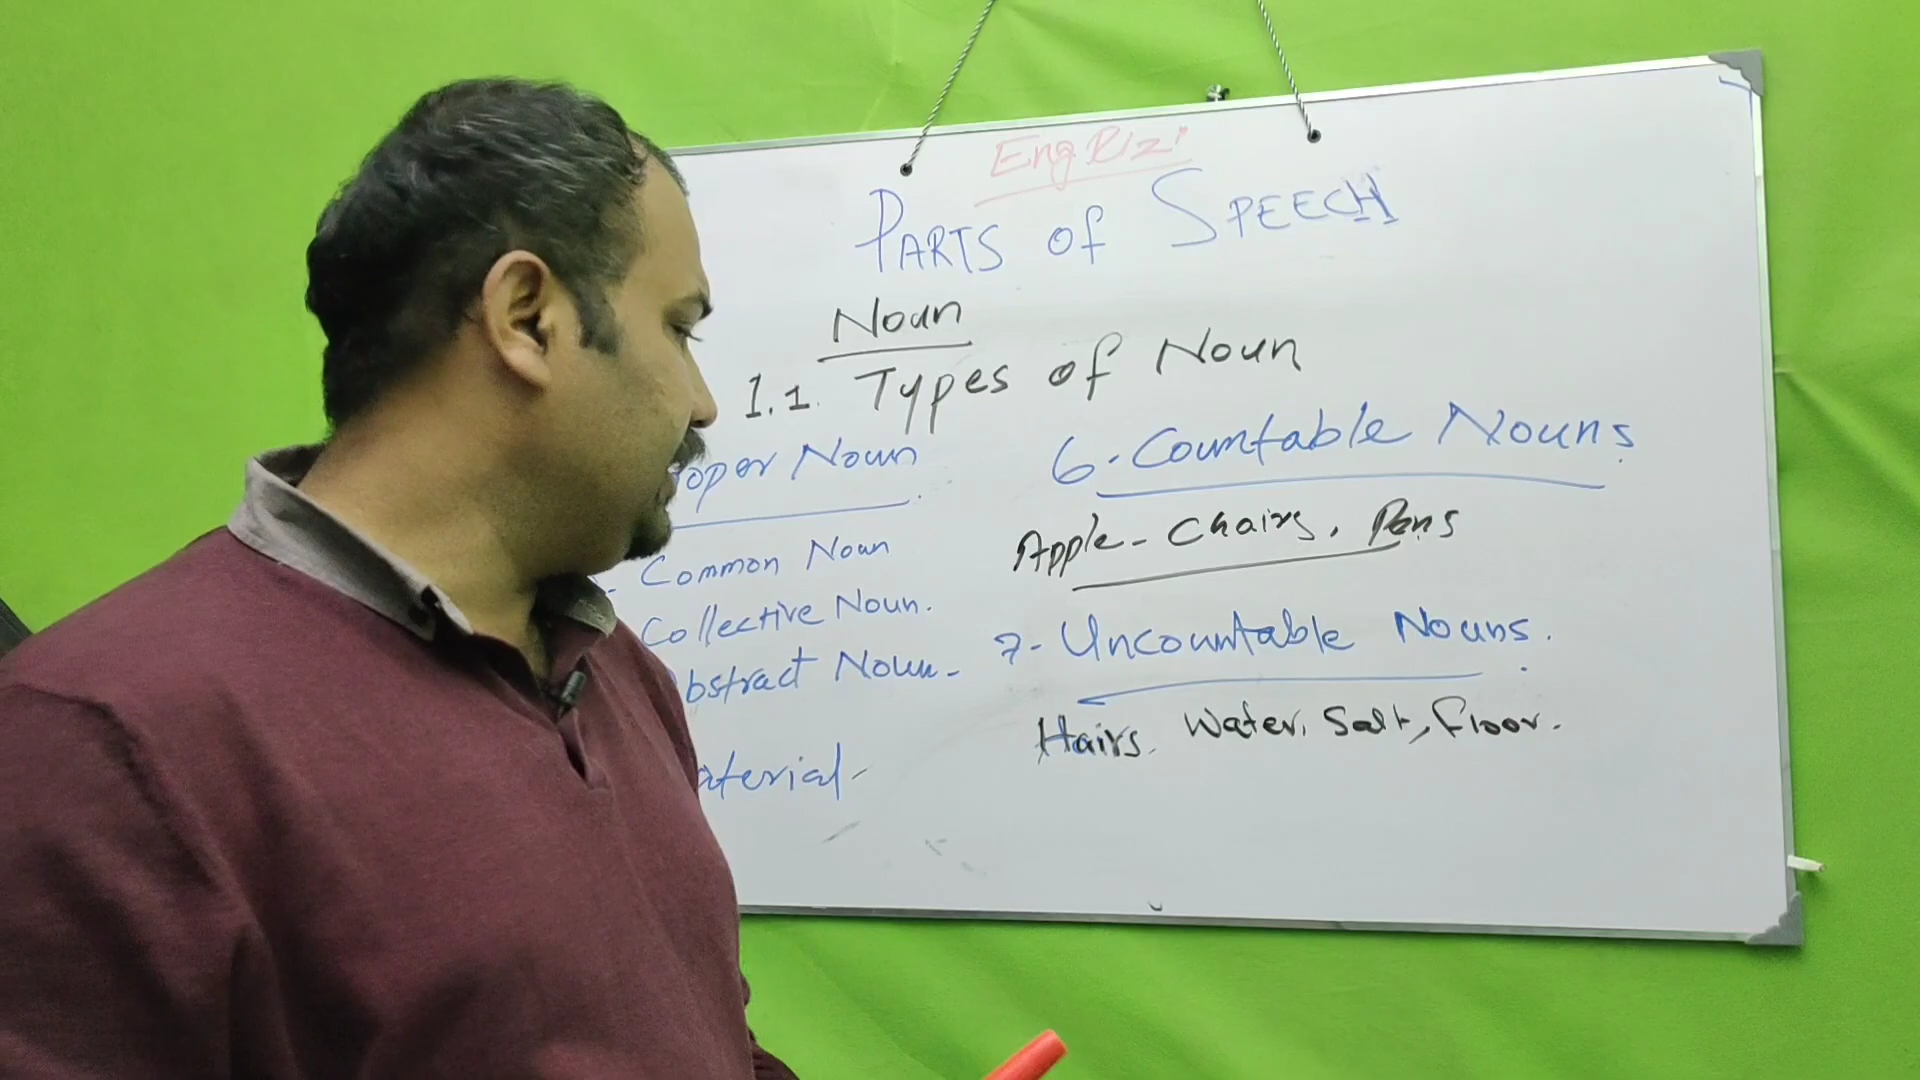 Eng Rizi
PARTS of SPEECH
Noun
1.1. Types of Noun
oper Noun
Common Noun
Collective Noun.
bstract Noun-
aterial-
6-Countable Nouns
Apple- Chairs, Pens
7- Uncountable Nouns.
Hairs. Water, Salt, floor.